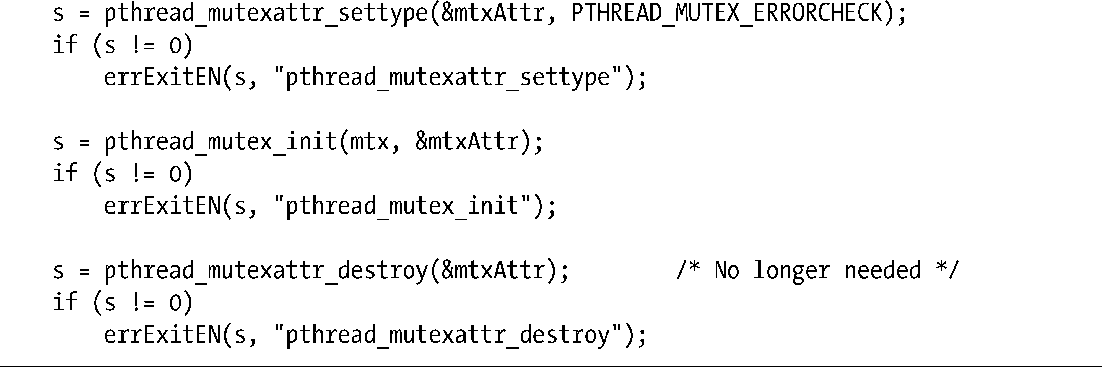 s = pthread_mutexattr_settype(&mtxAttr, PTHREAD_MUTEX_ERRORCHECK);
if (s != 0)
errExitEN(s, "pthread_mutexattr_settype");
s = pthread_mutex_init(mtx, &mtxAttr);
if (s != 0)
errExitEN(s, "pthread_mutex_init");
s = pthread_mutexattr_destroy(&mtxAttr); /* No longer needed */
if (s != 0)
errExitEN(s, "pthread_mutexattr_destroy");